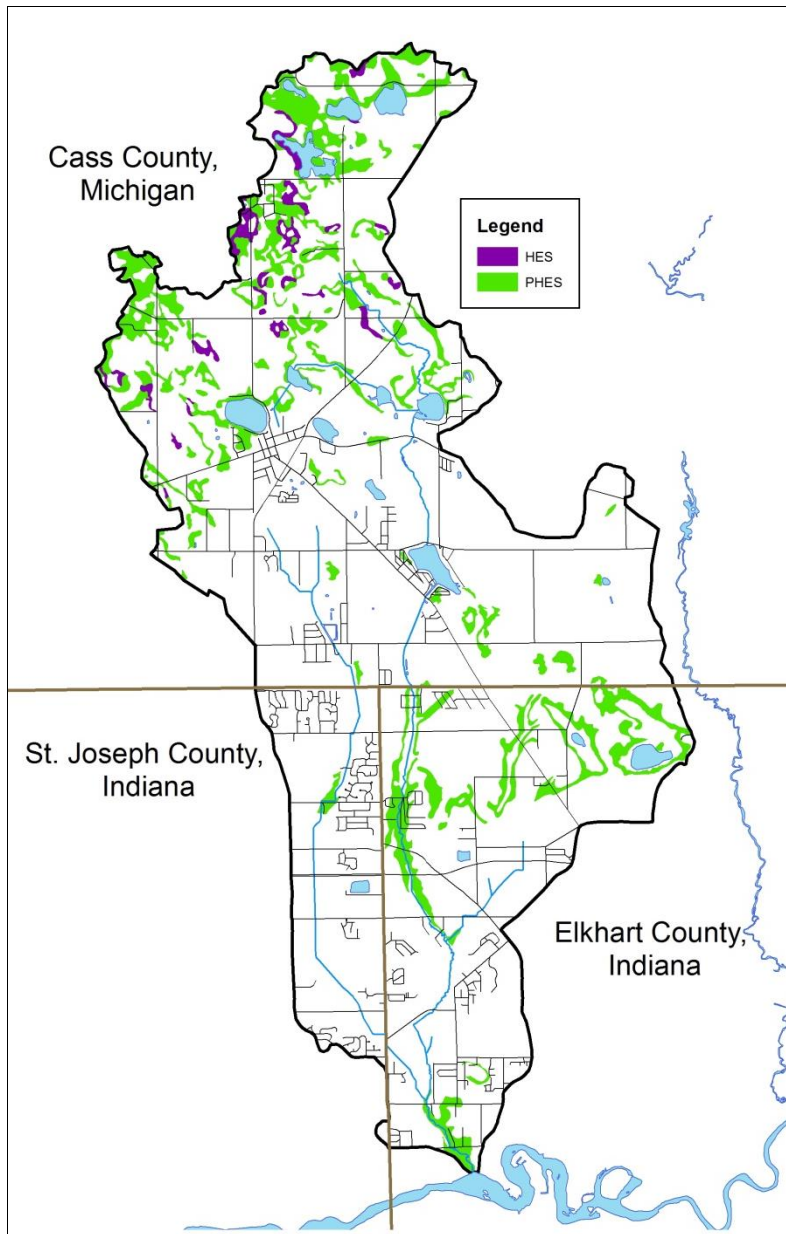 Cass County,
Michigan
Legend
HES
PHES
St. Joseph County,
Indiana
Elkhart County,
Indiana